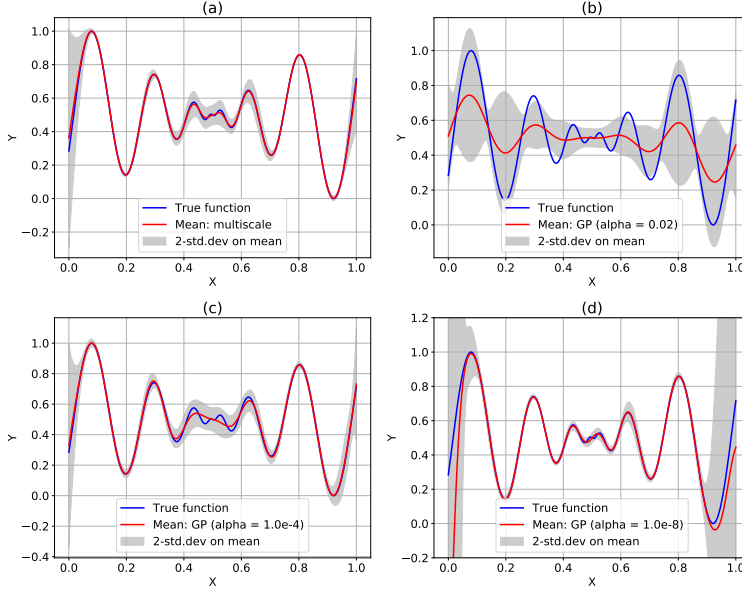 (a)
1.0
0.8
0.6
0.4
0.2
0.0
−0.2
Y
0.0 0.2 0.4 0.6 0.8 1.0
X
True function
Mean: multiscale
2-std.dev on mean
(b)
1.0
0.8
0.6
0.4
0.2
0.0
Y
0.0 0.2 0.4 0.6 0.8 1.0
X
True function
Mean: GP (alpha = 0.02)
2-std.dev on mean
(c)
1.0
0.8
0.6
0.4
0.2
0.0
−0.2
−0.4
Y
0.0 0.2 0.4 0.6 0.8 1.0
X
True function
Mean: GP (alpha = 1.0e-4)
2-std.dev on mean
(d)
1.2
1.0
0.8
0.6
0.4
0.2
0.0
−0.2
Y
0.0 0.2 0.4 0.6 0.8 1.0
X
True function
Mean: GP (alpha = 1.0e-8)
2-std.dev on mean